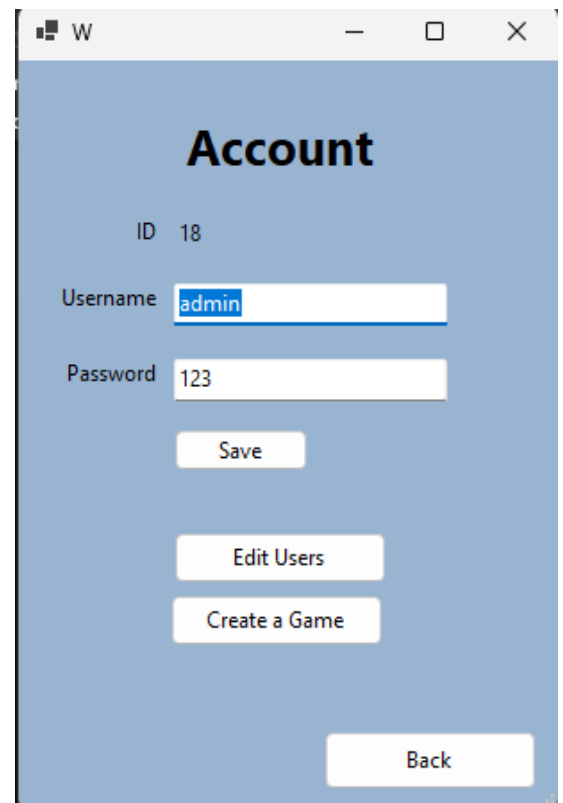 W
Account
ID 18
Username admin
Password 123
Save
Edit Users
Create a Game
Back